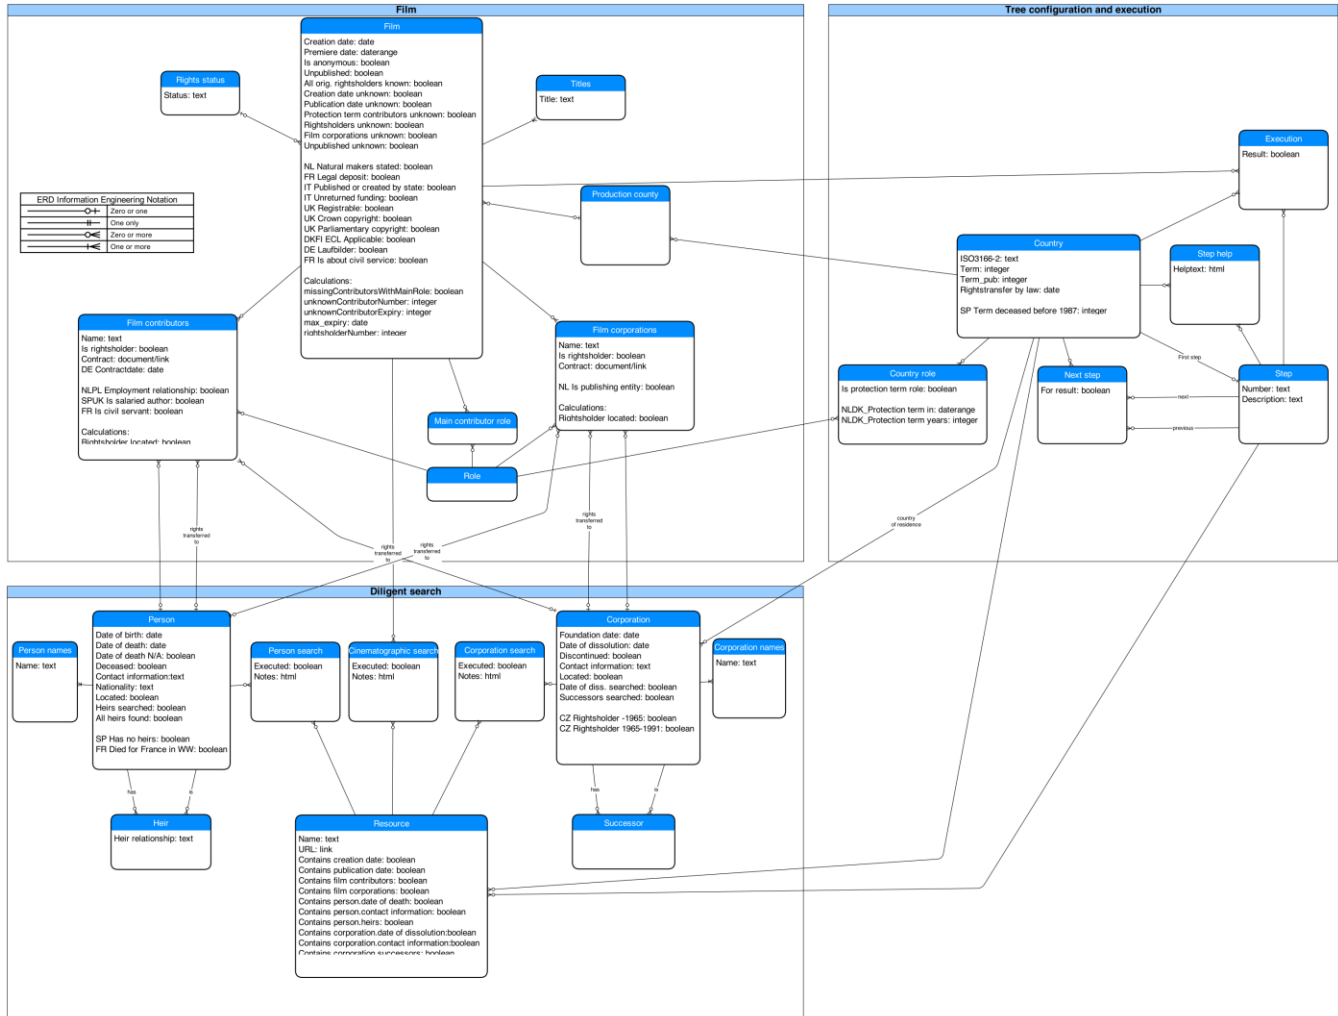 Film
Tree configuration and execution
Film
Creation date: date
Premiere date: daterange
Is anonymous: boolean
Unpublished: boolean
All orig. rightsholders known: boolean
Creation date unknown: boolean
Publication date unknown: boolean
Protection term contributors unknown: boolean
Rightsholders unknown: boolean
Film corporations unknown: boolean
Unpublished unknown: boolean
NL Natural makers stated: boolean
FR Legal deposit: boolean
IT Published or created by state: boolean
IT Unreturned funding: boolean
UK Registrable: boolean
UK Crown copyright: boolean
UK Parliamentary copyright: boolean
DKFI ECL Applicable: boolean
DE Laufbilder: boolean
FR Is about civil service: boolean
Calculations:
missingContributorsWithMainRole: boolean
unknownContributorNumber: integer
unknownContributorExpiry: integer
max_expiry: date
rightsholderNumber: integer
Rights status
Status: text
Titles
Title: text
ERD Information Engineering Notation
Zero or one
One only
Zero or more
One or more
Production county
Execution
Result: boolean
Country
ISO3166-2: text
Term: integer
Term_pub: integer
Rightstransfer by law: date
SP Term deceased before 1987: integer
Step help
Helptext: html
Film contributors
Name: text
Is rightsholder: boolean
Contract: document/link
DE Contractdate: date
NLPL Employment relationship: boolean
SPUK Is salaried author: boolean
FR Is civil servant: boolean
Calculations:
Rightsholder located: boolean
Film corporations
Name: text
Is rightsholder: boolean
Contract: document/link
NL Is publishing entity: boolean
Calculations:
Rightsholder located: boolean
Main contributor role
Role
Country role
Is protection term role: boolean
NLDK_Protection term in: daterange
NLDK_Protection term years: integer
Next step
For result: boolean
First step
next
previous
Step
Number: text
Description: text
rights
transferred
to
rights
transferred
to
rights
transferred
to
rights
transferred
to
country
of residence
Diligent search
Person names
Name: text
Person
Date of birth: date
Date of death: date
Date of death N/A: boolean
Deceased: boolean
Contact information:text
Nationality: text
Located: boolean
Heirs searched: boolean
All heirs found: boolean
SP Has no heirs: boolean
FR Died for France in WW: boolean
Person search
Executed: boolean
Notes: html
Cinematographic search
Executed: boolean
Notes: html
Corporation search
Executed: boolean
Notes: html
Corporation
Foundation date: date
Date of dissolution: date
Discontinued: boolean
Contact information: text
Located: boolean
Date of diss. searched: boolean
Successors searched: boolean
CZ Rightsholder -1965: boolean
CZ Rightsholder 1965-1991: boolean
Corporation names
Name: text
has
is
Heir
Heir relationship: text
has
is
Successor
Resource
Name: text
URL: link
Contains creation date: boolean
Contains publication date: boolean
Contains film contributors: boolean
Contains film corporations: boolean
Contains person.date of death: boolean
Contains person.contact information: boolean
Contains person.heirs: boolean
Contains corporation.date of dissolution:boolean
Contains corporation.contact information:boolean
Contains corporation.successors: boolean